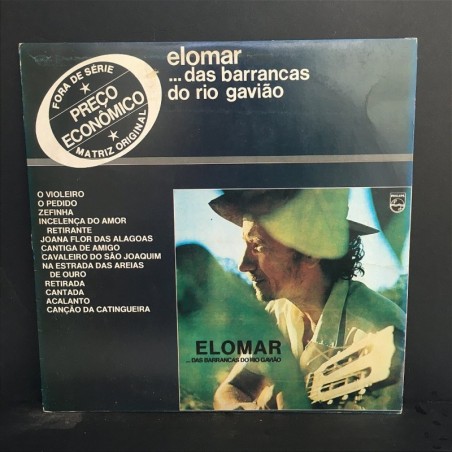 FORA DE SÉRIE
PREÇO
ECONÔMICO
MATRIZ ORIGINAL
elomar
...das barrancas
do rio gavião
O VIOLEIRO
O PEDIDO
ZEFINHA
INCELENÇA DO AMOR
RETIRANTE
JOANA FLOR DAS ALAGOAS
CANTIGA DE AMIGO
CAVALEIRO DO SÃO JOAQUIM
NA ESTRADA DAS AREIAS
DE OURO
RETIRADA
CANTADA
ACALANTO
CANÇÃO DA CATINGUEIRA
PHILIPS
ELOMAR
...DAS BARRANCAS DO RIO GAVIÃO